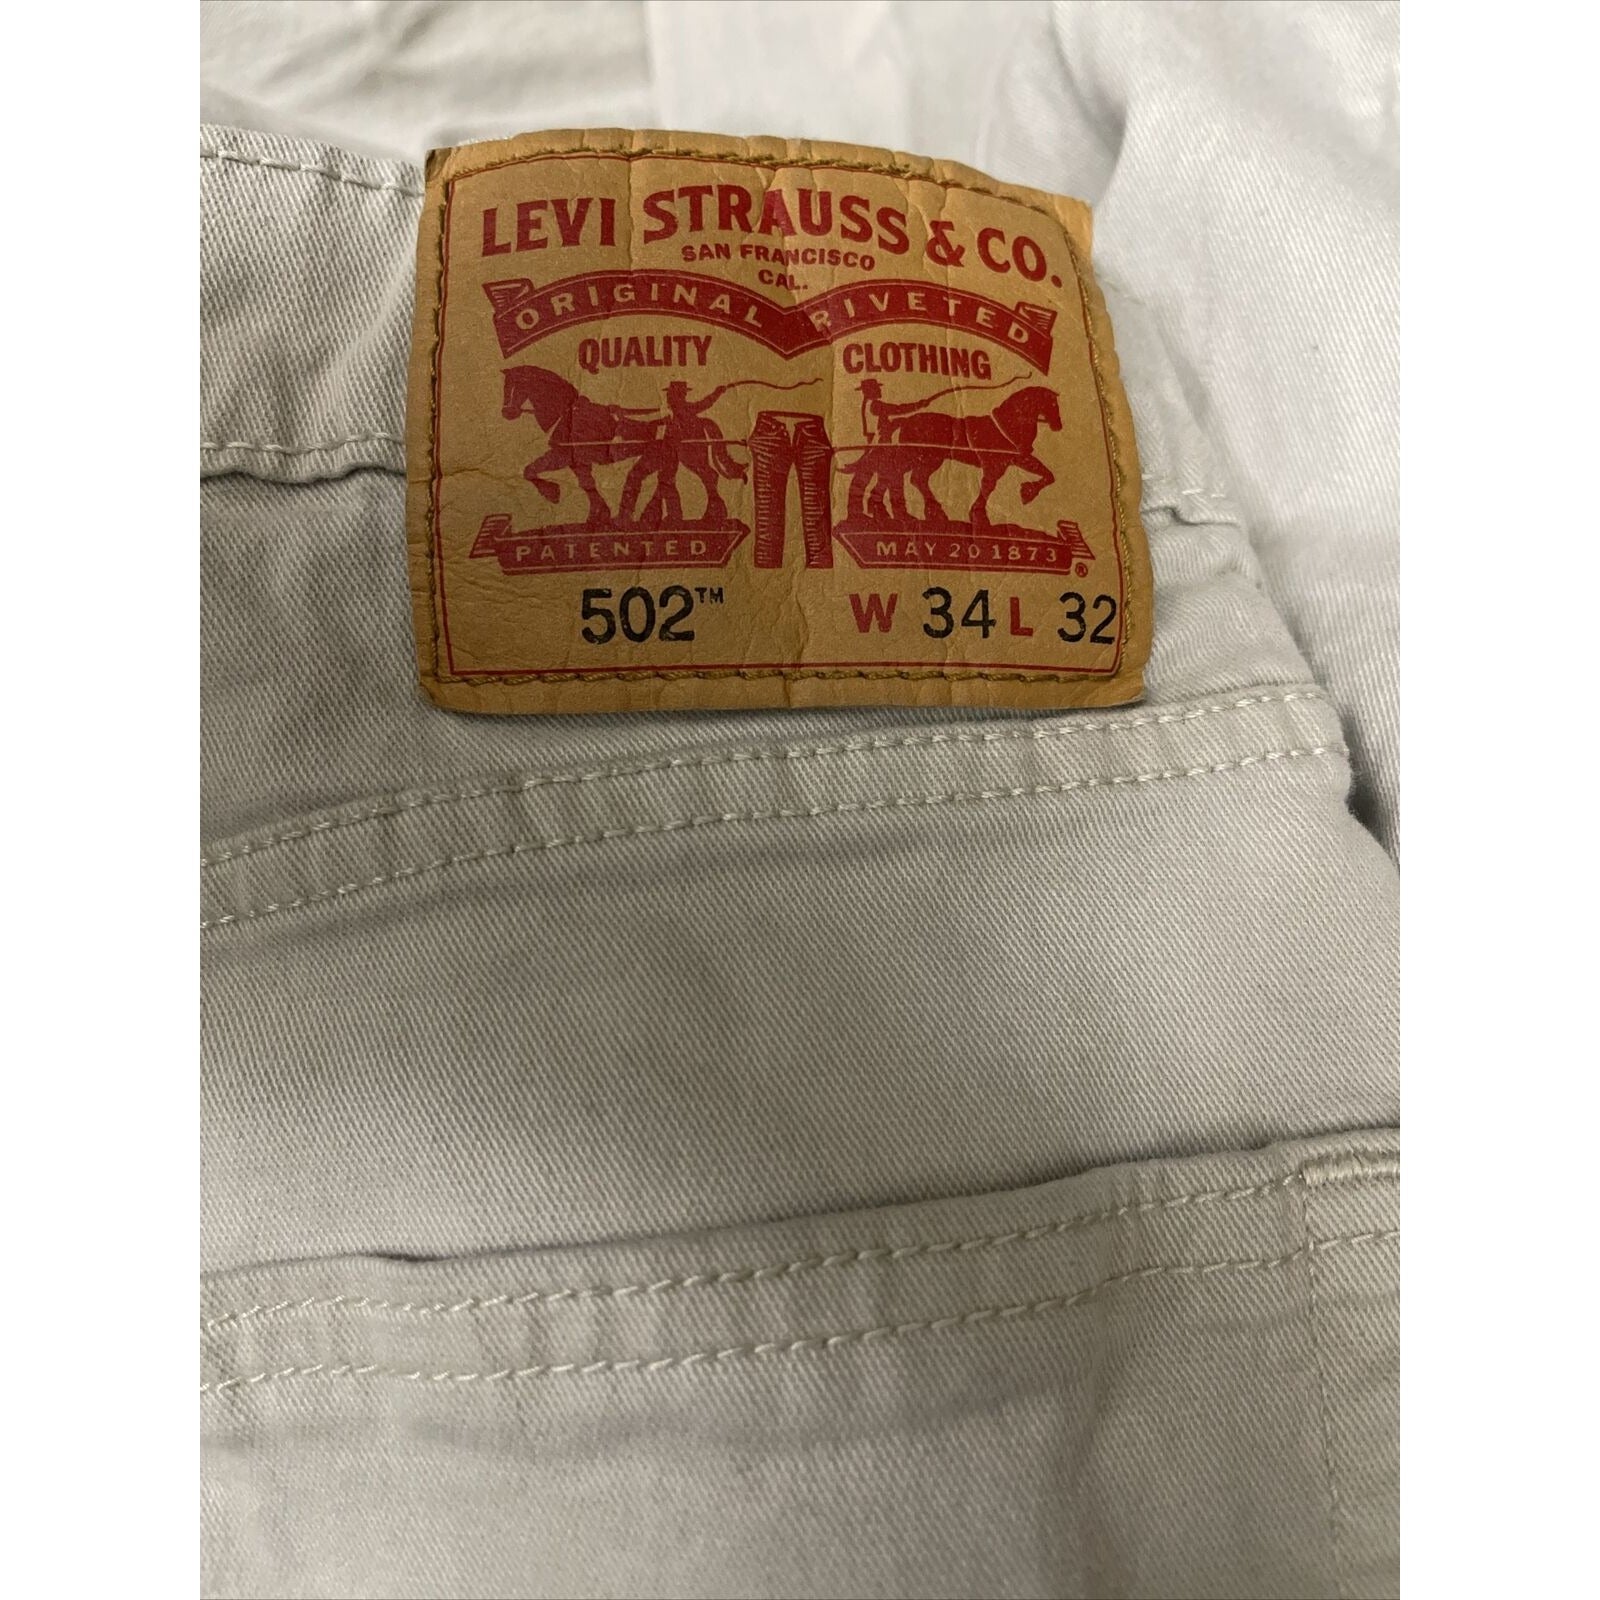 LEVI STRAUSS & CO.
SAN FRANCISCO
CAL.
ORIGINAL RIVETED
QUALITY CLOTHING
PATENTED MAY 20 1873 ®
502™ W 34 L 32